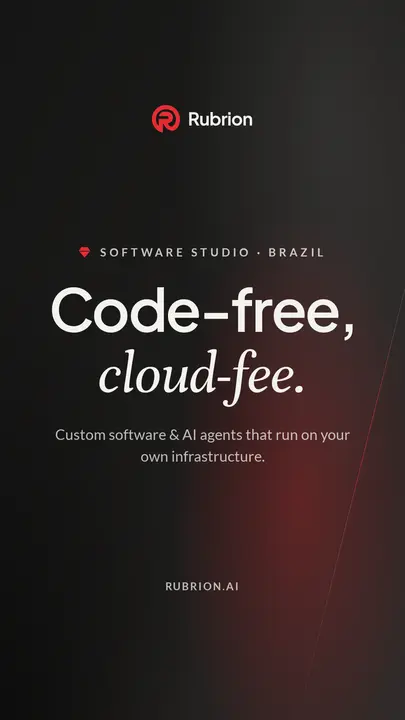 Rubrion
SOFTWARE STUDIO · BRAZIL
Code-free,
cloud-fee.
Custom software & AI agents that run on your
own infrastructure.
RUBRION.AI